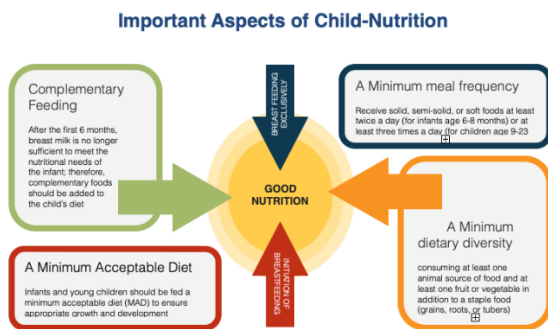 Important Aspects of Child-Nutrition
Complementary
Feeding
After the first 6 months,
breast milk is no longer
sufficient to meet the
nutritional needs of
the infant; therefore,
complementary foods
should be added to
the child's diet
BREAST FEEDING
EXCLUSIVELY
A Minimum meal frequency
Receive solid, semi-solid, or soft foods at least
twice a day (for infants age 6-8 months) or at
least three times a day (for children age 9-23
GOOD
NUTRITION
A Minimum Acceptable Diet
Infants and young children should be fed a
minimum acceptable diet (MAD) to ensure
appropriate growth and development
INITIATION OF
BREASTFEEDING
A Minimum
dietary diversity
consuming at least one
animal source of food and at
least one fruit or vegetable in
addition to a staple food
(grains, roots, or tubers)